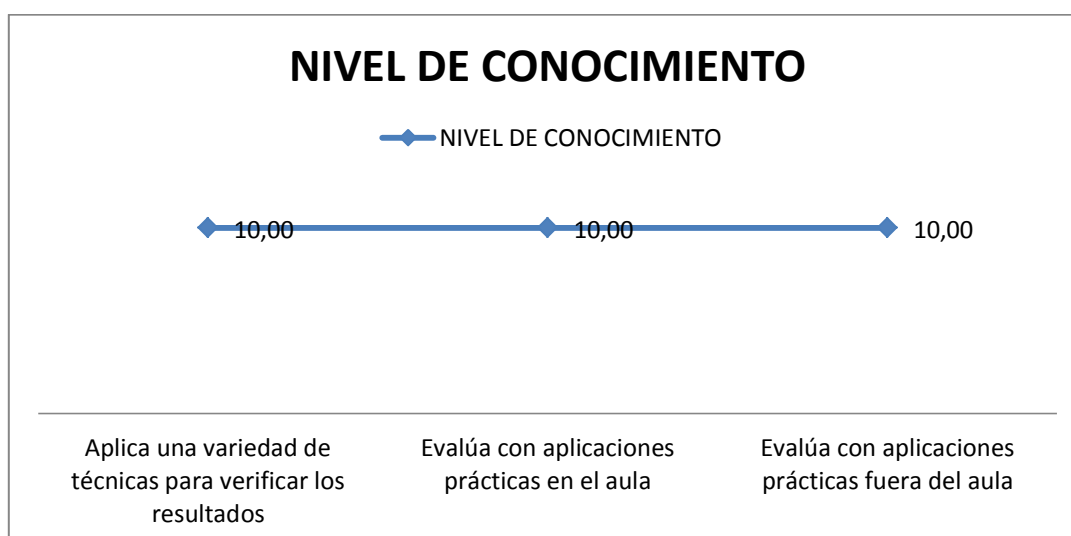 NIVEL DE CONOCIMIENTO
NIVEL DE CONOCIMIENTO
10,00
10,00
10,00
Aplica una variedad de
técnicas para verificar los
resultados
Evalúa con aplicaciones
prácticas en el aula
Evalúa con aplicaciones
prácticas fuera del aula